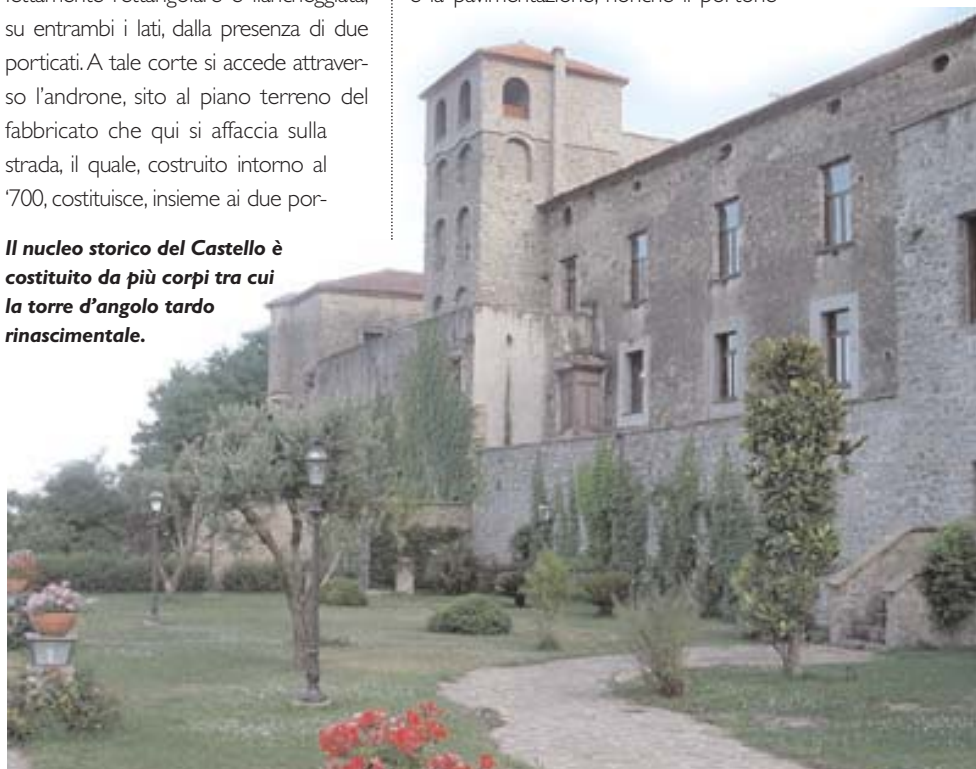 su entrambi i lati, dalla presenza di due
porticati. A tale corte si accede attraver-
so l'androne, sito al piano terreno del
fabbricato che qui si affaccia sulla
strada, il quale, costruito intorno al
‘700, costituisce, insieme ai due por-
Il nucleo storico del Castello è
costituito da più corpi tra cui
la torre d'angolo tardo
rinascimentale.
e la pavimentazione, nonché il portone